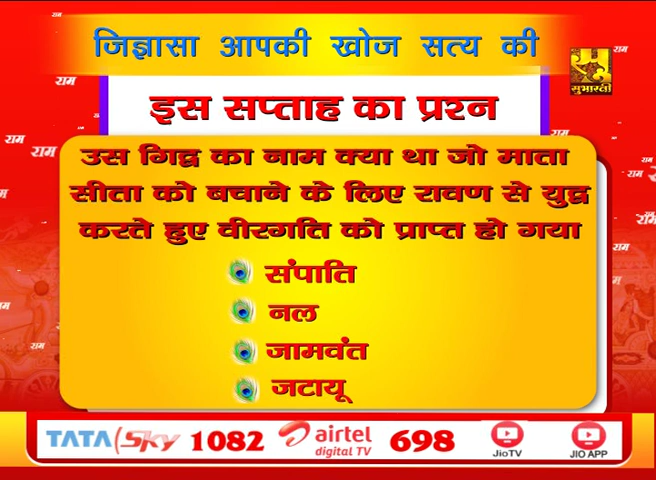 जिज्ञासा आपकी खोज सत्य की
सुभारती
इस सप्ताह का प्रश्न
उस गिद्ध का नाम क्या था जो माता
सीता को बचाने के लिए रावण से युद्ध
करते हुए वीरगति को प्राप्त हो गया
संपाति
नल
जामवंत
जटायू
राम
राम
राम
राम
राम
TATA Sky 1082 airtel digital TV 698 JioTV JIO APP